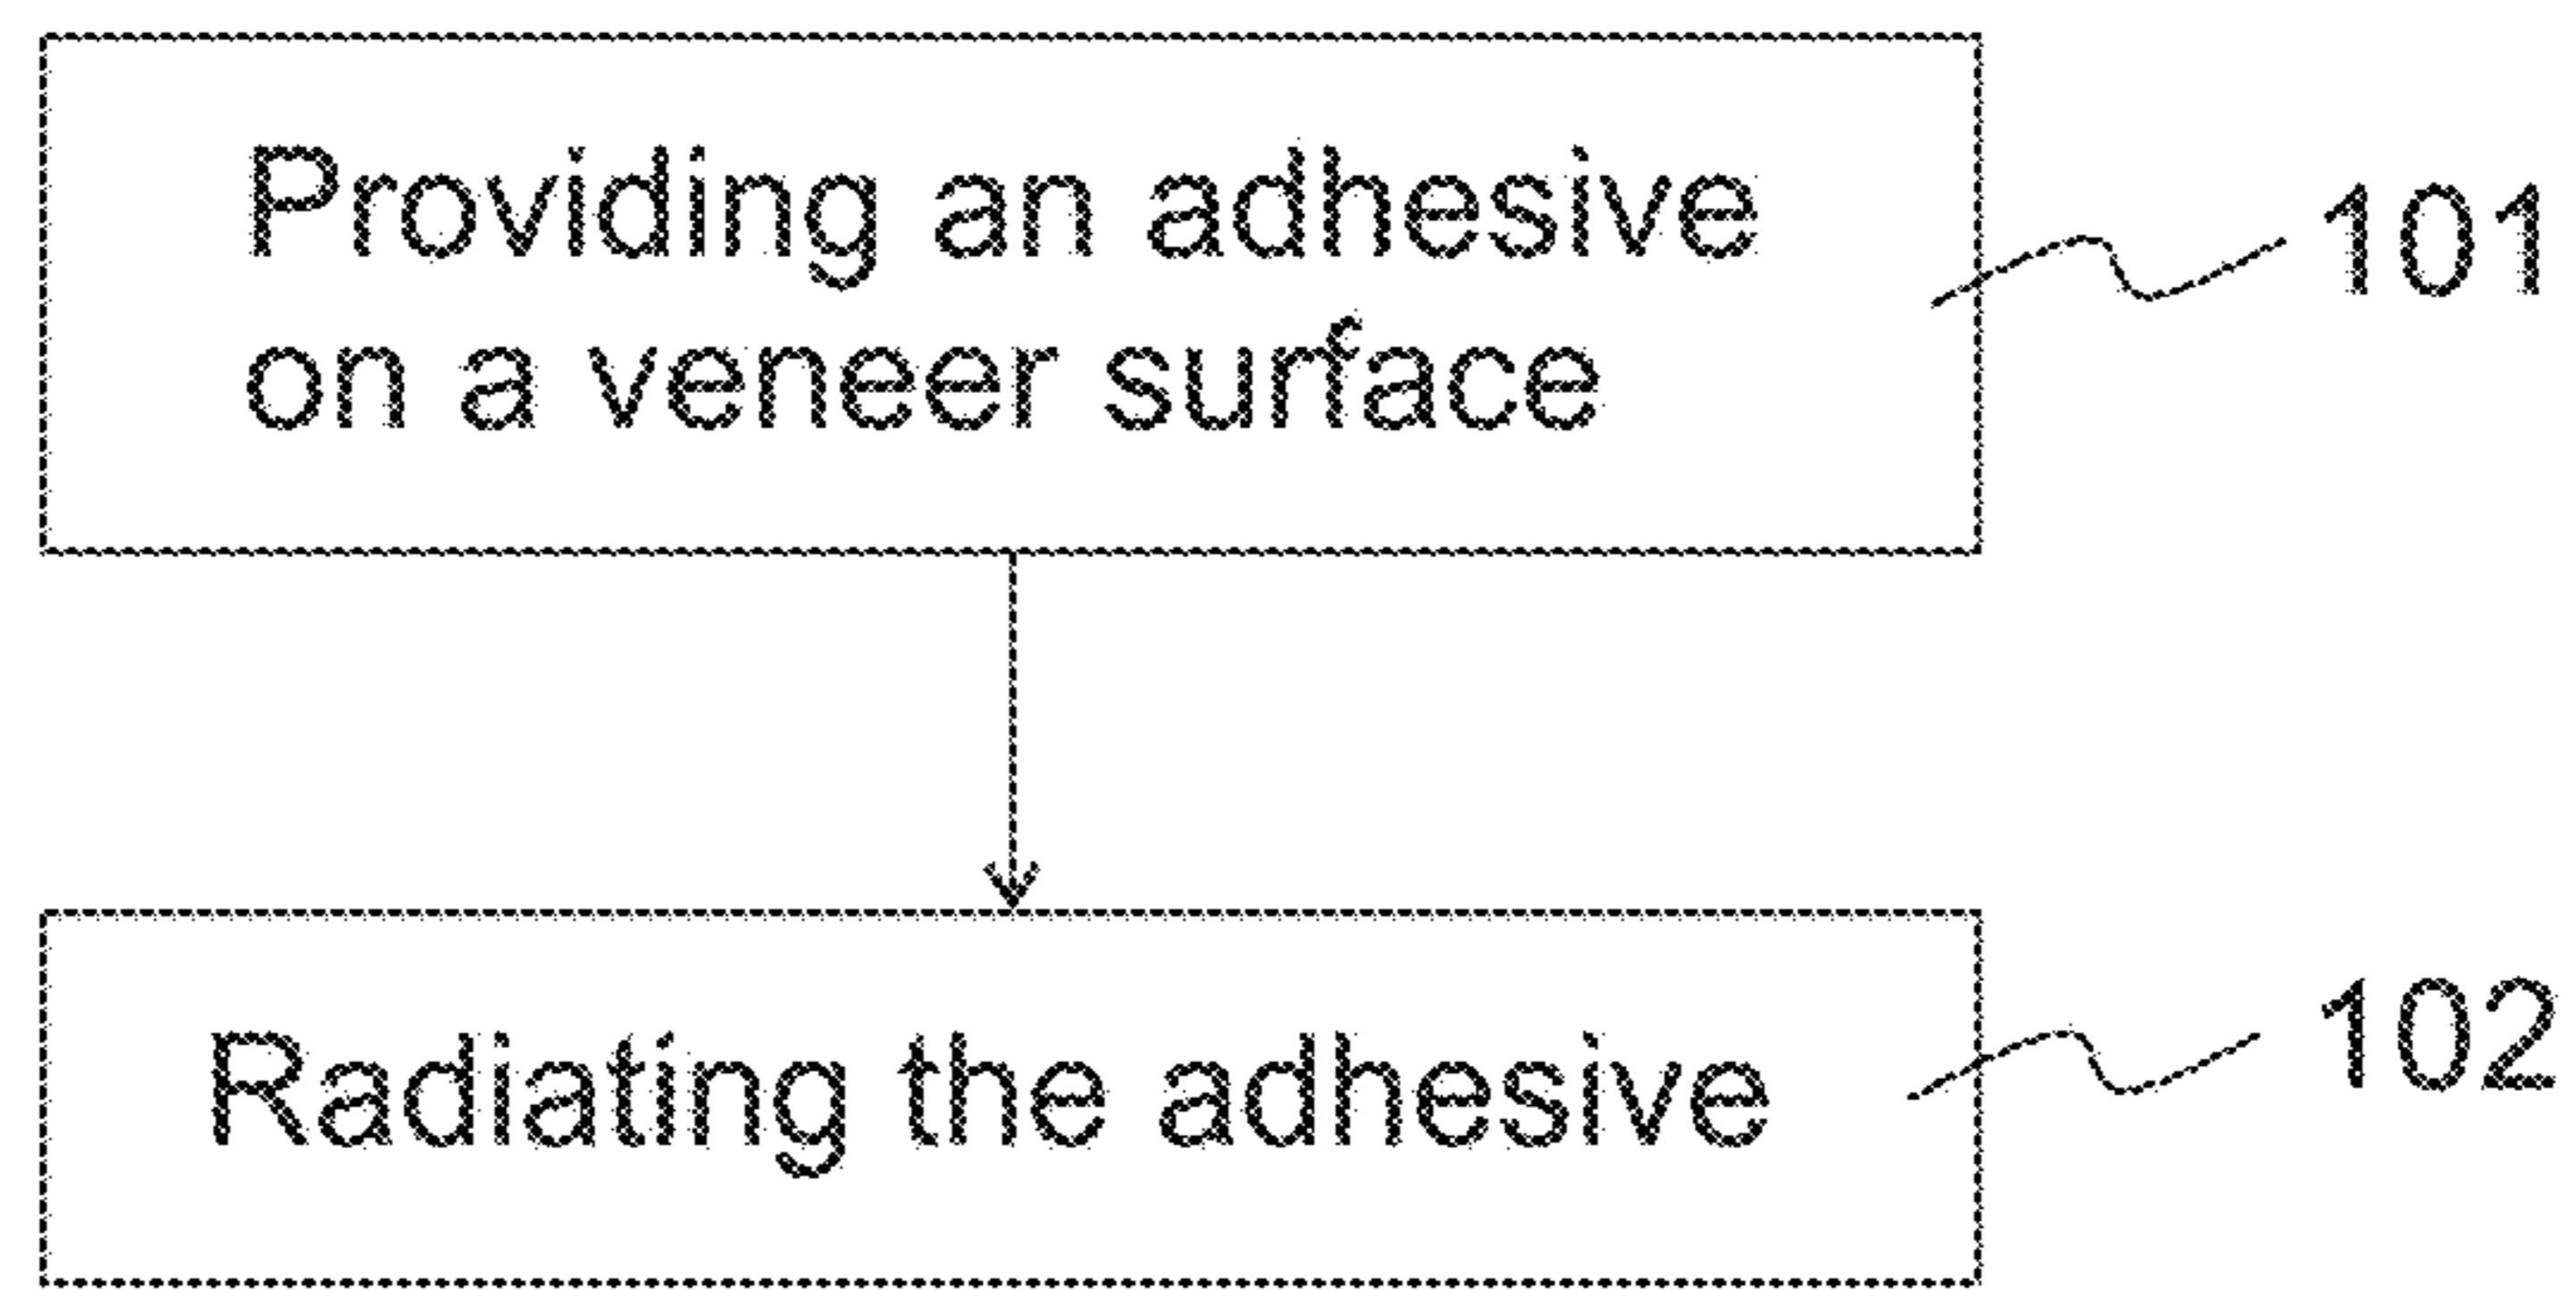 Providing an adhesive
on a veneer surface
101
Radiating the adhesive
102